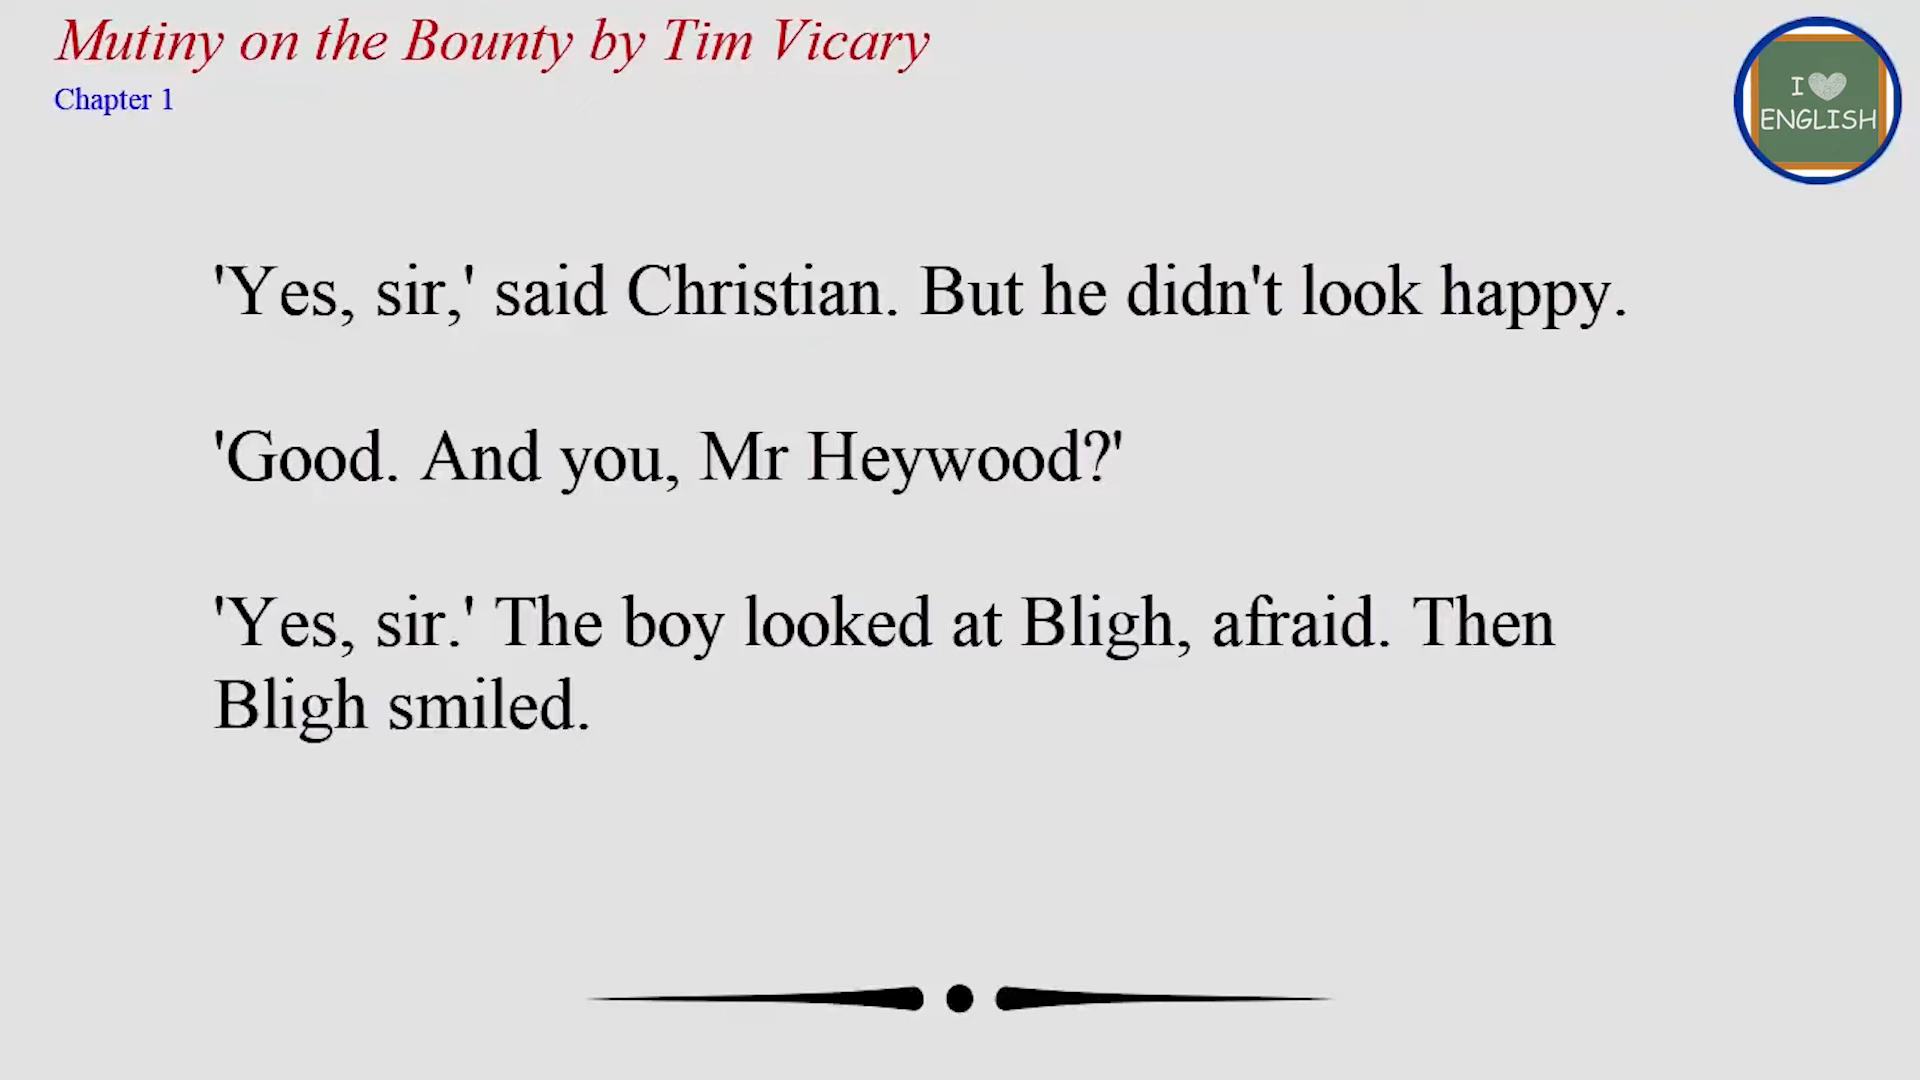 Mutiny on the Bounty by Tim Vicary
Chapter 1
I
ENGLISH
'Yes, sir,' said Christian. But he didn't look happy.
'Good. And you, Mr Heywood?'
'Yes, sir.' The boy looked at Bligh, afraid. Then
Bligh smiled.